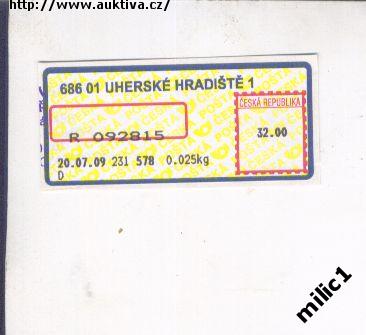 http://www.auktiva.cz/
686 01 UHERSKÉ HRADIŠTĚ 1
ČESKÁ REPUBLIKA
R 092815
32.00
20.07.09 231 578 0.025kg
D
milic1